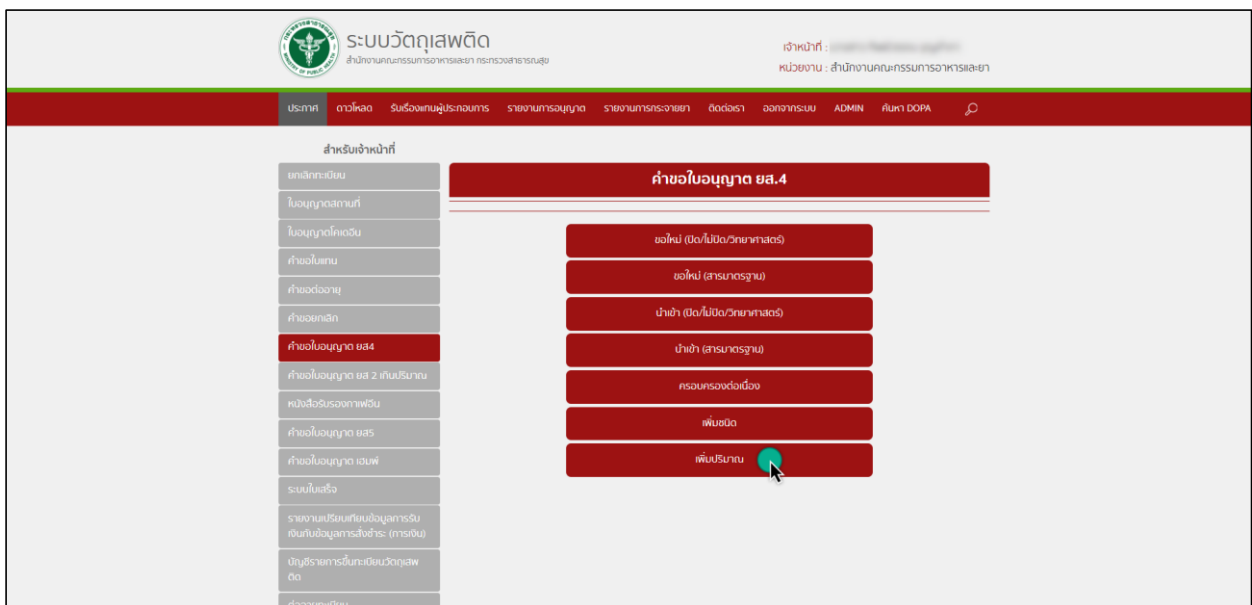 ระบบวัตถุเสพติด
สำนักงานคณะกรรมการอาหารและยา กระทรวงสาธารณสุข
เจ้าหน้าที่ :
หน่วยงาน : สำนักงานคณะกรรมการอาหารและยา
ประกาศ ดาวโหลด รับเรื่องแทนผู้ประกอบการ รายงานการอนุญาต รายงานการกระจายยา ติดต่อเรา ออกจากระบบ ADMIN ค้นหา DOPA
สำหรับเจ้าหน้าที่
ยกเลิกทะเบียน
ใบอนุญาตสถานที่
ใบอนุญาตโคเดอีน
คำขอใบแทน
คำขอต่ออายุ
คำขอยกเลิก
คำขอใบอนุญาต ยส4
คำขอใบอนุญาต ยส 2 เกินปริมาณ
หนังสือรับรองกาเฟอีน
คำขอใบอนุญาต ยส5
คำขอใบอนุญาต เฮมพ์
ระบบใบเสร็จ
รายงานเปรียบเทียบข้อมูลการรับ
เงินกับข้อมูลการสั่งชำระ (การเงิน)
บัญชีรายการขึ้นทะเบียนวัตถุเสพ
ติด
คำขอใบอนุญาต ยส.4
ขอใหม่ (ปิด/ไม่ปิด/วิทยาศาสตร์)
ขอใหม่ (สารมาตรฐาน)
นำเข้า (ปิด/ไม่ปิด/วิทยาศาสตร์)
นำเข้า (สารมาตรฐาน)
ครอบครองต่อเนื่อง
เพิ่มชนิด
เพิ่มปริมาณ